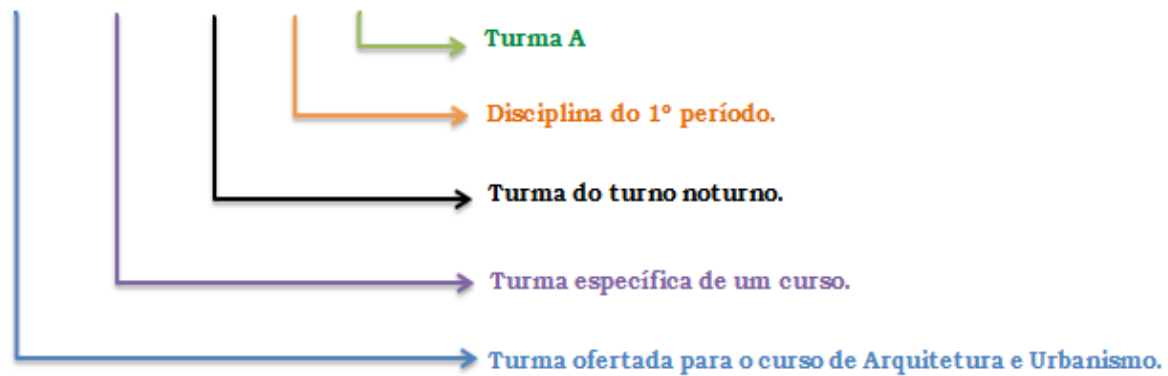 Turma A
Disciplina do 1º período.
Turma do turno noturno.
Turma específica de um curso.
Turma ofertada para o curso de Arquitetura e Urbanismo.